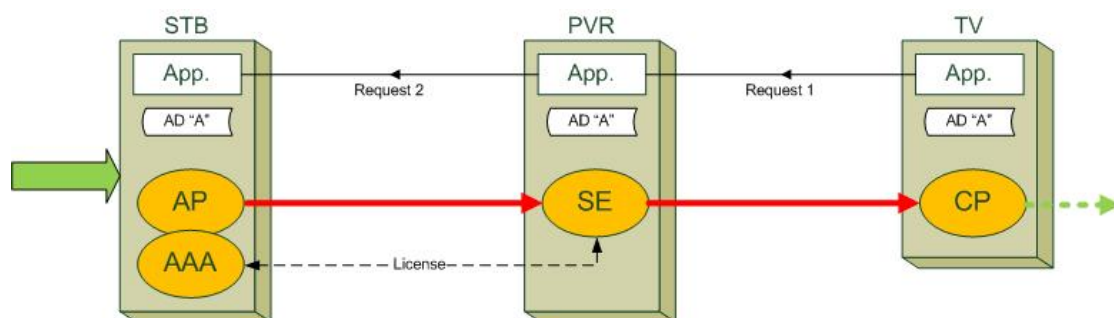 STB
PVR
TV
App.
App.
App.
Request 2
Request 1
AD “A”
AD “A”
AD “A”
AP
SE
CP
AAA
License